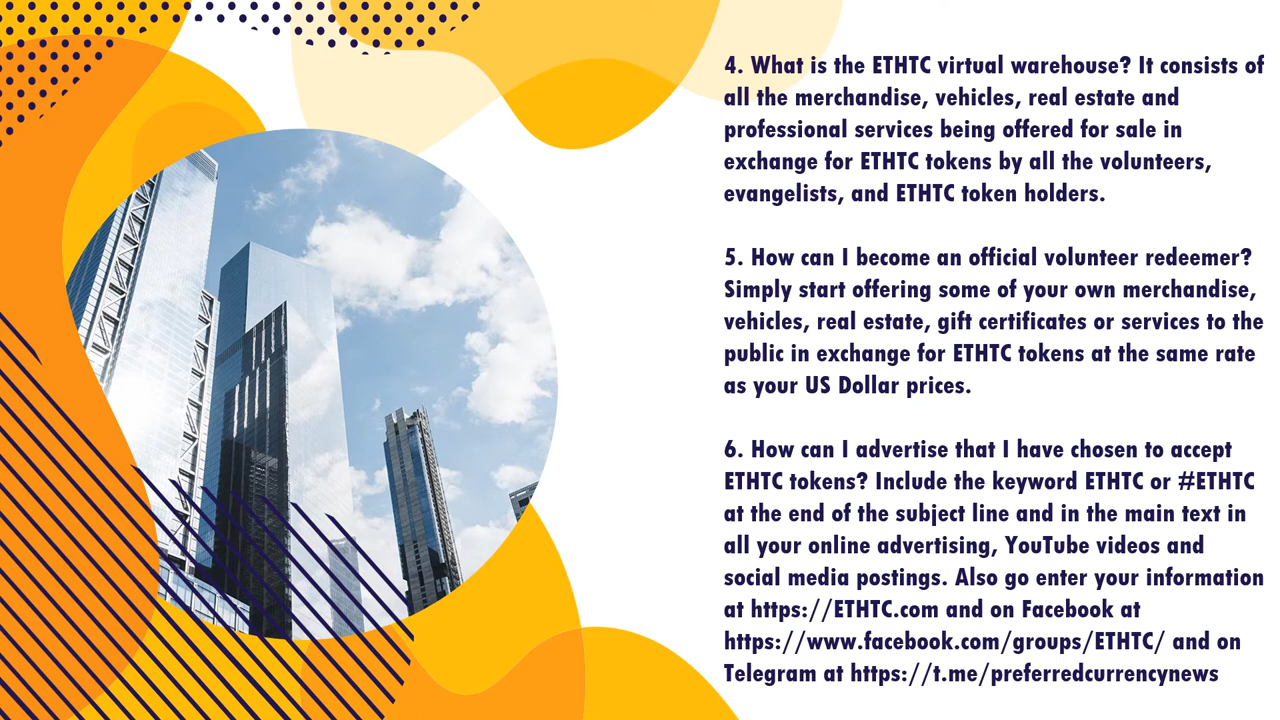 4. What is the ETHTC virtual warehouse? It consists of
all the merchandise, vehicles, real estate and
professional services being offered for sale in
exchange for ETHTC tokens by all the volunteers,
evangelists, and ETHTC token holders.
5. How can I become an official volunteer redeemer?
Simply start offering some of your own merchandise,
vehicles, real estate, gift certificates or services to the
public in exchange for ETHTC tokens at the same rate
as your US Dollar prices.
6. How can I advertise that I have chosen to accept
ETHTC tokens? Include the keyword ETHTC or #ETHTC
at the end of the subject line and in the main text in
all your online advertising, YouTube videos and
social media postings. Also go enter your information
at https://ETHTC.com and on Facebook at
https://www.facebook.com/groups/ETHTC/ and on
Telegram at https://t.me/preferredcurrencynews